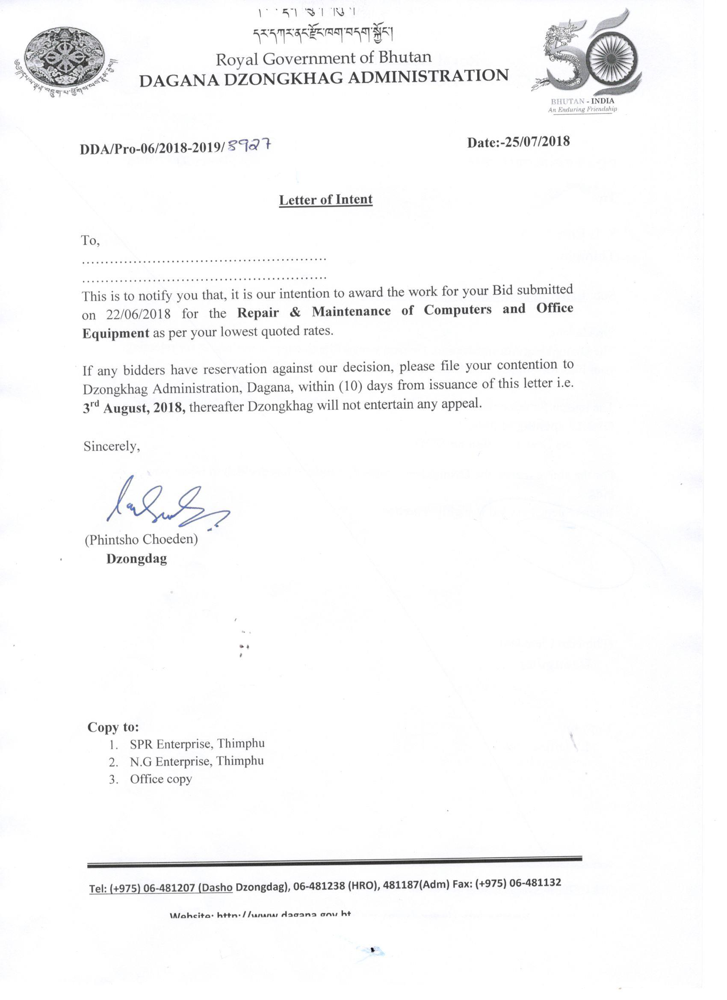 དར་དཀར་ནང་རྫོང་ཁག་བདག་སྐྱོང།
Royal Government of Bhutan
DAGANA DZONGKHAG ADMINISTRATION
BHUTAN - INDIA
An Enduring Friendship
DDA/Pro-06/2018-2019/3927
Date:-25/07/2018
Letter of Intent
To,
......................................................
......................................................
This is to notify you that, it is our intention to award the work for your Bid submitted
on 22/06/2018 for the Repair & Maintenance of Computers and Office
Equipment as per your lowest quoted rates.
If any bidders have reservation against our decision, please file your contention to
Dzongkhag Administration, Dagana, within (10) days from issuance of this letter i.e.
3rd August, 2018, thereafter Dzongkhag will not entertain any appeal.
Sincerely,
(Phintsho Choeden)
Dzongdag
Copy to:
1. SPR Enterprise, Thimphu
2. N.G Enterprise, Thimphu
3. Office copy
Tel: (+975) 06-481207 (Dasho Dzongdag), 06-481238 (HRO), 481187(Adm) Fax: (+975) 06-481132
Website: http://www.dagana.gov.bt